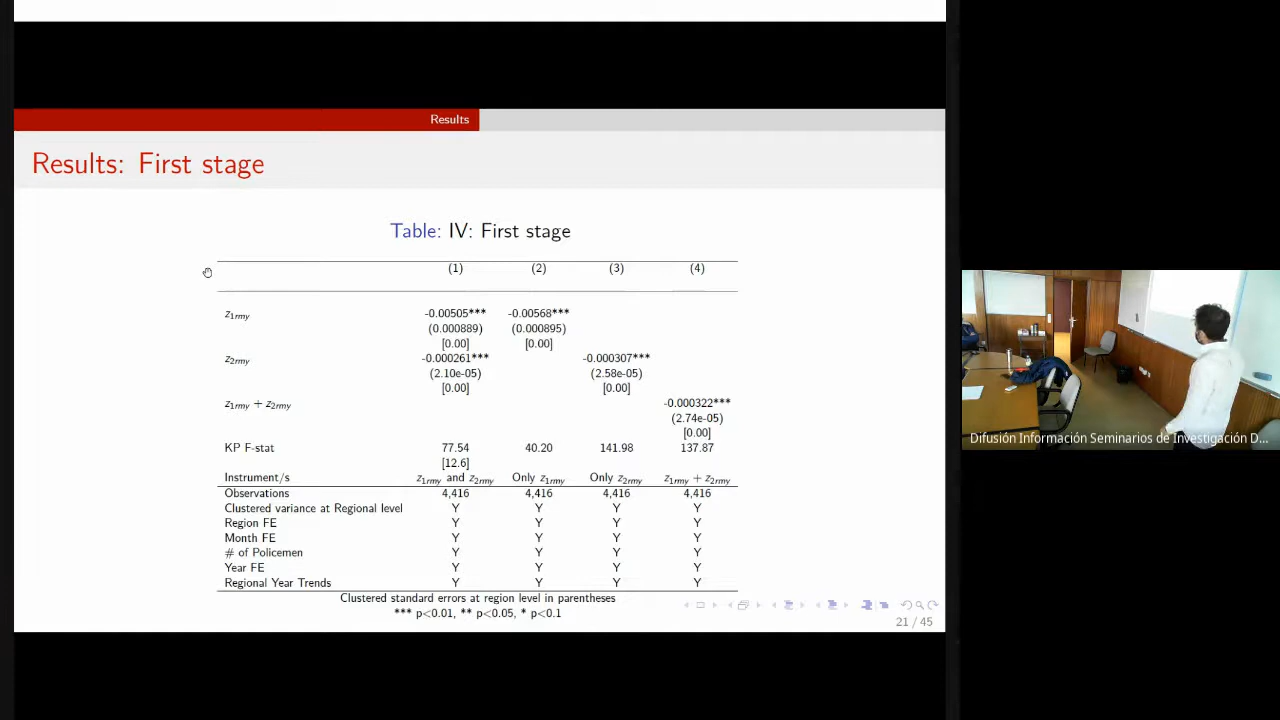 Results
Results: First stage
Table: IV: First stage
(1) (2) (3) (4)
z1rmy -0.00505*** -0.00568***
(0.000889) (0.000895)
[0.00] [0.00]
z2rmy -0.000261*** -0.000307***
(2.10e-05) (2.58e-05)
[0.00] [0.00]
z1rmy + z2rmy -0.000322***
(2.74e-05)
[0.00]
KP F-stat 77.54 40.20 141.98 137.87
[12.6]
Instrument/s z1rmy and z2rmy Only z1rmy Only z2rmy z1rmy + z2rmy
Observations 4,416 4,416 4,416 4,416
Clustered variance at Regional level Y Y Y Y
Region FE Y Y Y Y
Month FE Y Y Y Y
# of Policemen Y Y Y Y
Year FE Y Y Y Y
Regional Year Trends Y Y Y Y
Clustered standard errors at region level in parentheses
*** p<0.01, ** p<0.05, * p<0.1
21 / 45
Difusión Información Seminarios de Investigación D...